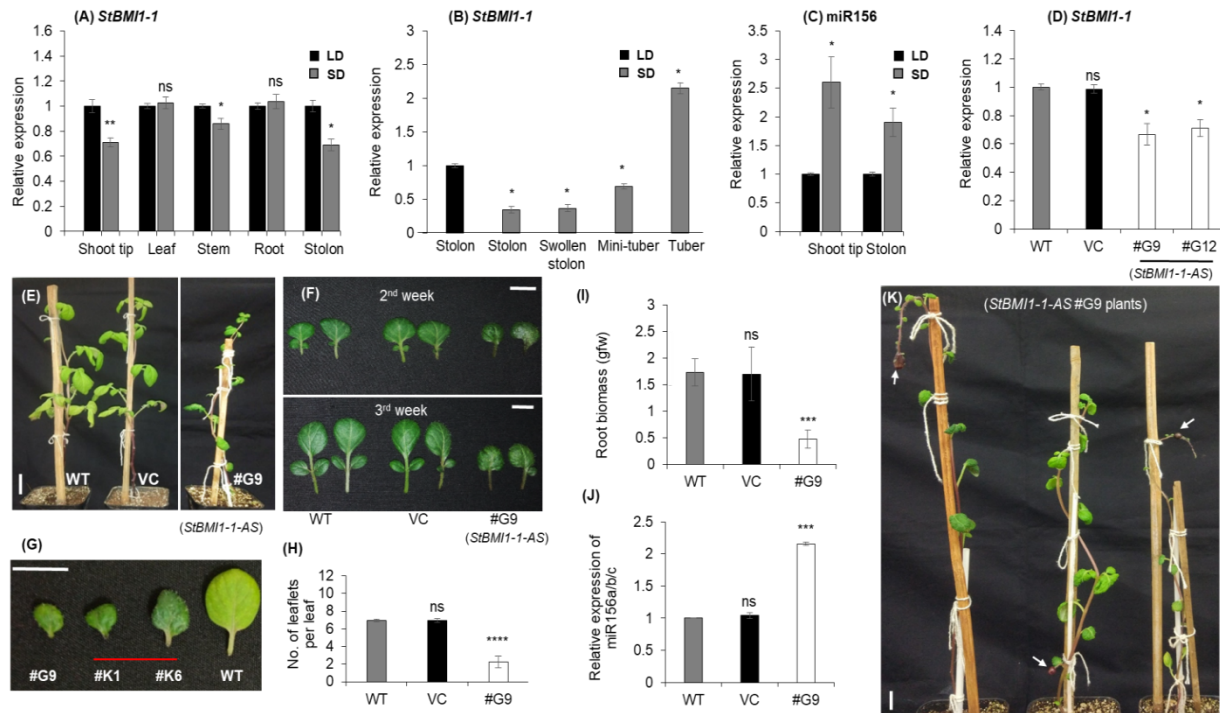 (A) StBMI1-1
Relative expression
1.6
1.4
1.2
1
0.8
0.6
0.4
0.2
0
LD
SD
**
ns
*
ns
*
Shoot tip Leaf Stem Root Stolon
(B) StBMI1-1
Relative expression
3
2.5
2
1.5
1
0.5
0
LD
SD
*
*
*
*
Stolon Stolon Swollen Mini-tuber Tuber
stolon
(C) miR156
Relative expression
3.5
3
2.5
2
1.5
1
0.5
0
LD
SD
*
*
Shoot tip Stolon
(D) StBMI1-1
Relative expression
1.4
1.2
1
0.8
0.6
0.4
0.2
0
ns
*
*
WT VC #G9 #G12
(StBMI1-1-AS)
(E)
WT VC #G9
(StBMI1-1-AS)
(F)
2nd week
3rd week
WT VC #G9
(StBMI1-1-AS)
(G)
#G9 #K1 #K6 WT
(H)
No. of leaflets
per leaf
12
10
8
6
4
2
0
ns
****
WT VC #G9
(I)
Root biomass (gfw)
3
2.5
2
1.5
1
0.5
0
ns
***
WT VC #G9
(J)
Relative expression of
miR156a/b/c
2.5
2
1.5
1
0.5
0
ns
***
WT VC #G9
(K)
(StBMI1-1-AS #G9 plants)